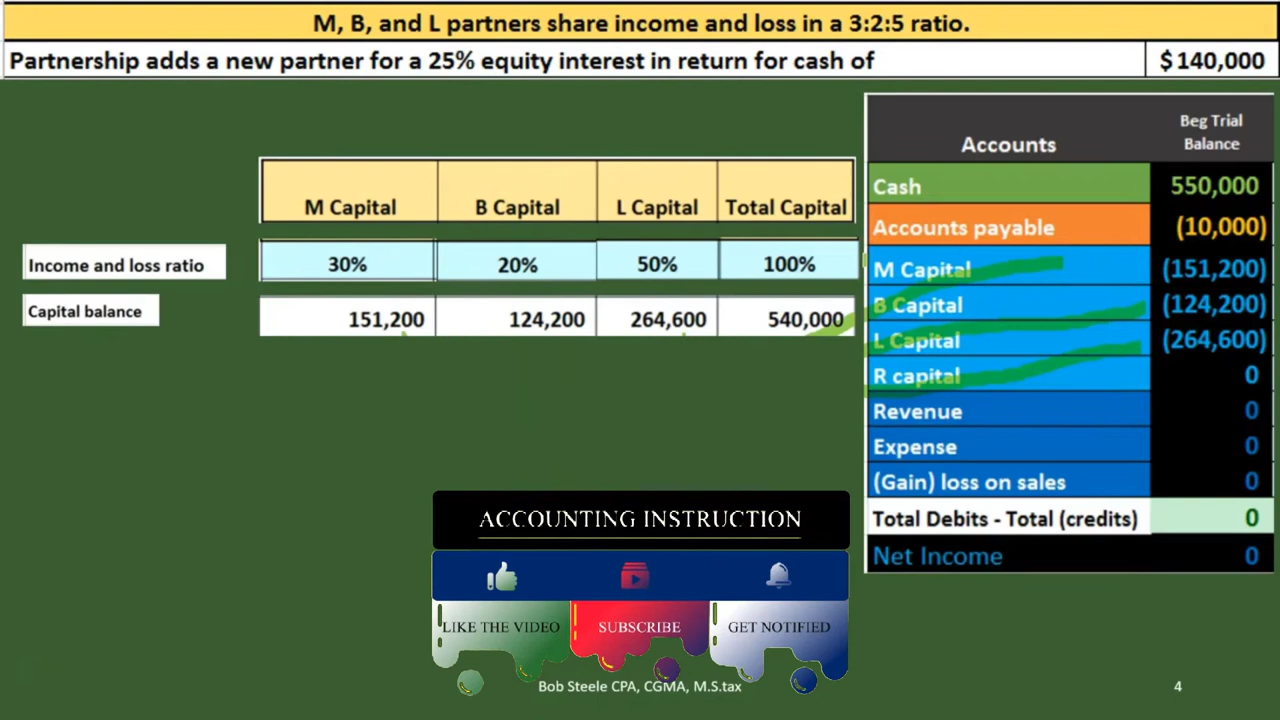 M, B, and L partners share income and loss in a 3:2:5 ratio.
Partnership adds a new partner for a 25% equity interest in return for cash of $ 140,000
Accounts Beg Trial Balance
M Capital B Capital L Capital Total Capital
Income and loss ratio 30% 20% 50% 100%
Capital balance 151,200 124,200 264,600 540,000
Cash 550,000
Accounts payable (10,000)
M Capital (151,200)
B Capital (124,200)
L Capital (264,600)
R capital 0
Revenue 0
Expense 0
(Gain) loss on sales 0
Total Debits - Total (credits) 0
Net Income 0
ACCOUNTING INSTRUCTION
LIKE THE VIDEO SUBSCRIBE GET NOTIFIED
Bob Steele CPA, CGMA, M.S.tax 4